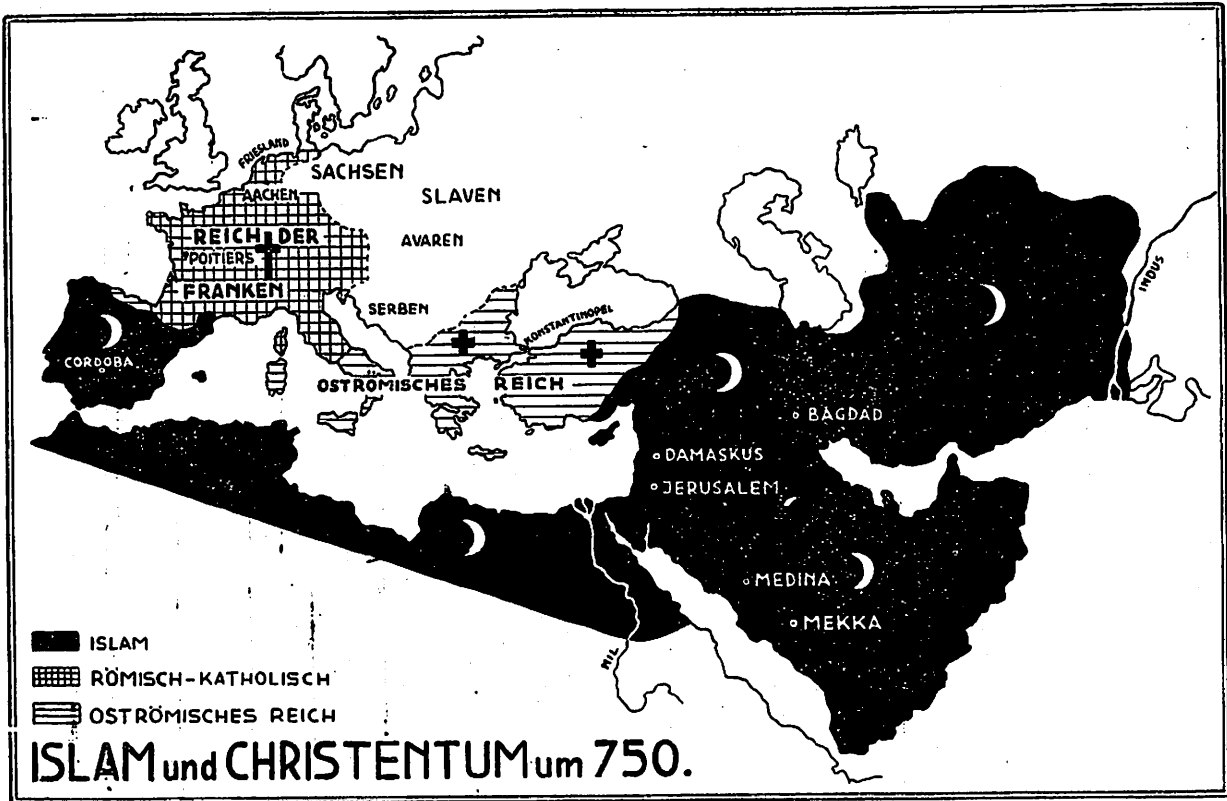 FRIESLAND
SACHSEN
AACHEN
SLAVEN
REICH DER
AVAREN
POITIERS
FRANKEN
SERBEN
INDUS
KONSTANTINOPEL
CORDOBA
OSTRÖMISCHES REICH
BAGDAD
DAMASKUS
JERUSALEM
MEDINA
MEKKA
NIL
ISLAM
RÖMISCH-KATHOLISCH
OSTRÖMISCHES REICH
ISLAM und CHRISTENTUM um 750.